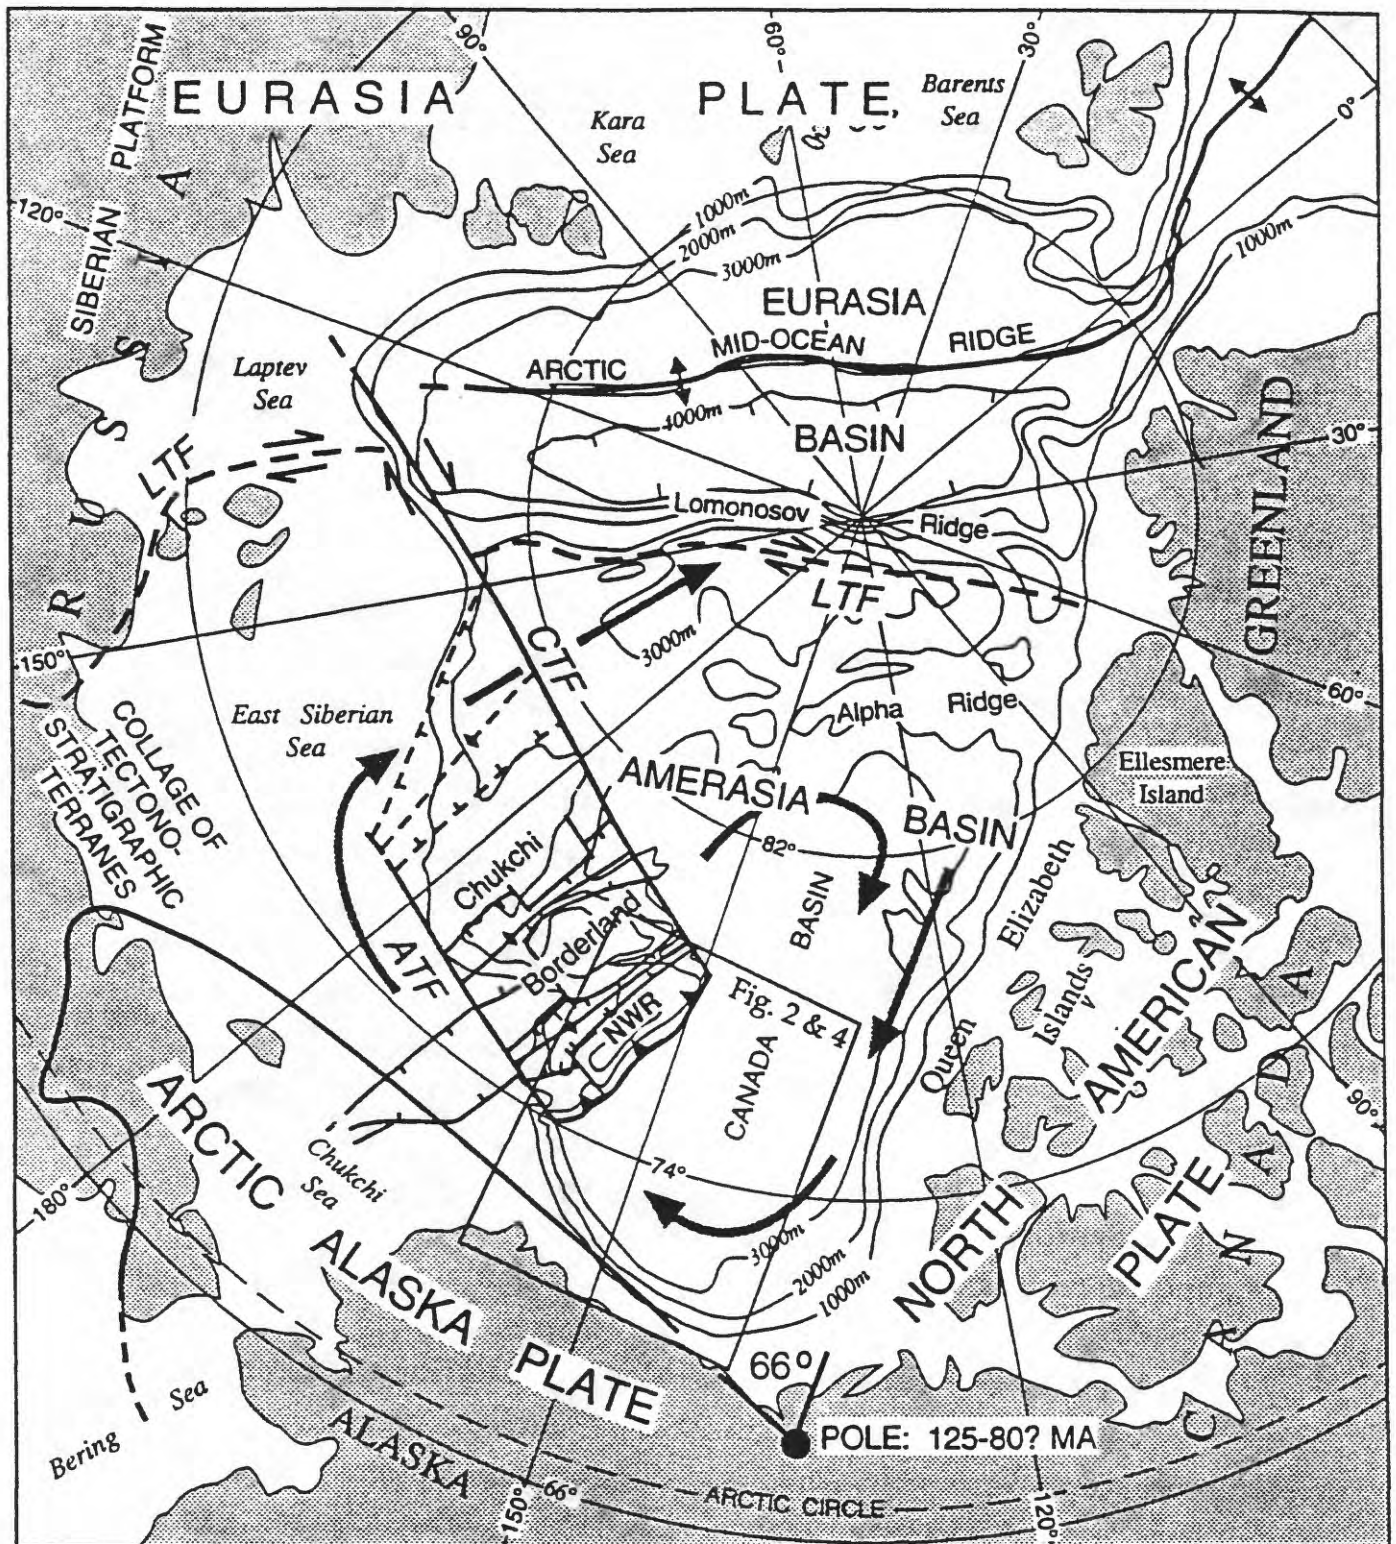 90°
60°
30°
SIBERIAN PLATFORM
EURASIA PLATE,
Barents
Sea
Kara
Sea
0°
120°
1000m
2000m
3000m
1000m
EURASIA
MID-OCEAN RIDGE
ARCTIC
RUSSIA
Laptev
Sea
4000m
BASIN
30°
LTF
GREENLAND
Lomonosov Ridge
LTF
CTF
3000m
150°
60°
COLLAGE OF
TECTONO-
STRATIGRAPHIC
TERRANES
East Siberian
Sea
Alpha Ridge
Ellesmere
Island
AMERASIA BASIN
82°
Chukchi
Borderland
BASIN
Queen Elizabeth
Islands
ATF
NWR
Fig. 2 & 4
CANADA
NORTH AMERICAN
PLATE
CANADA
90°
ARCTIC ALASKA PLATE
Chukchi
Sea
74°
180°
3000m
2000m
1000m
66°
POLE: 125-80? MA
Bering Sea
ALASKA
66°
ARCTIC CIRCLE
150°
120°